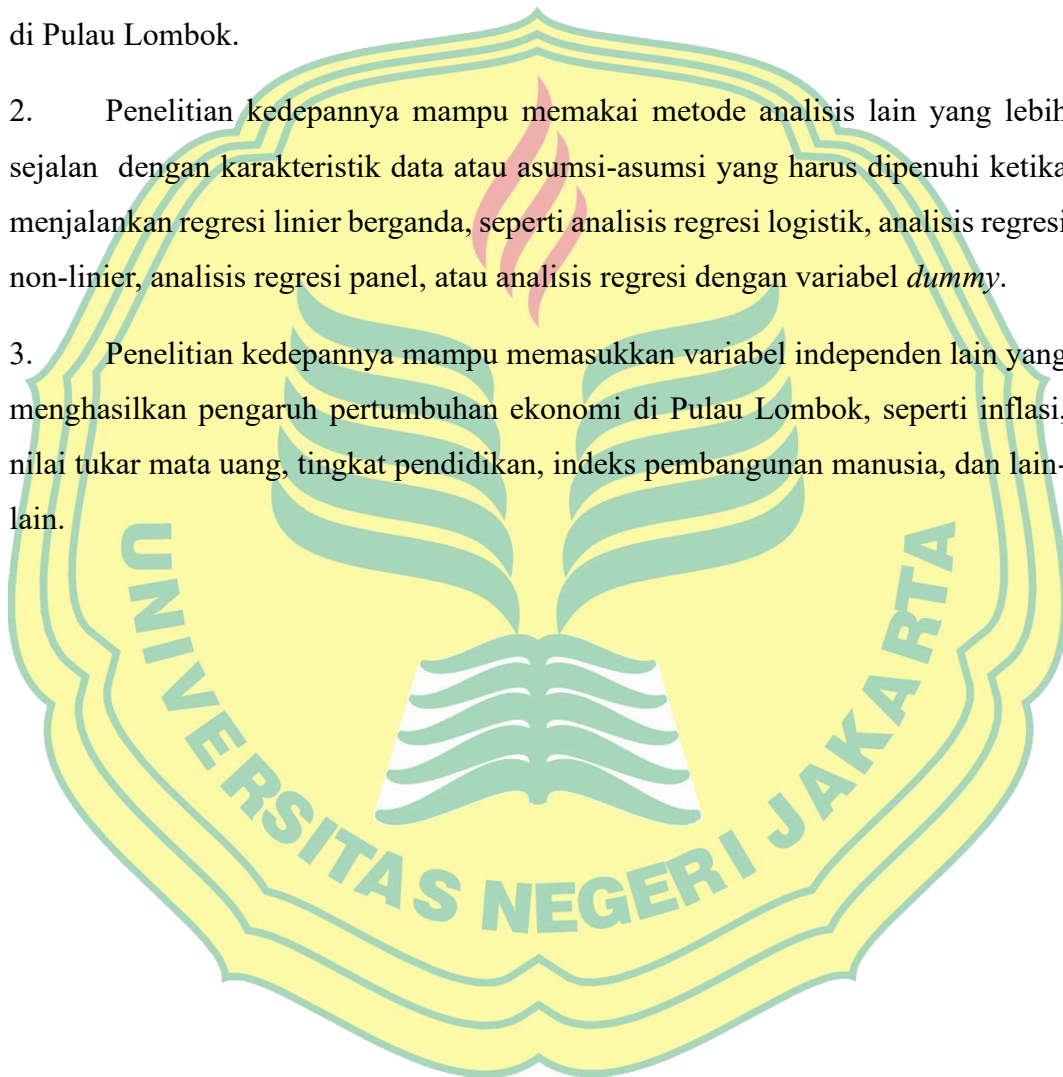 di Pulau Lombok.
2. Penelitian kedepannya mampu memakai metode analisis lain yang lebih
sejalan dengan karakteristik data atau asumsi-asumsi yang harus dipenuhi ketika
menjalankan regresi linier berganda, seperti analisis regresi logistik, analisis regresi
non-linier, analisis regresi panel, atau analisis regresi dengan variabel dummy.
3. Penelitian kedepannya mampu memasukkan variabel independen lain yang
menghasilkan pengaruh pertumbuhan ekonomi di Pulau Lombok, seperti inflasi,
nilai tukar mata uang, tingkat pendidikan, indeks pembangunan manusia, dan lain-
lain.
UNIVERSITAS NEGERI JAKARTA